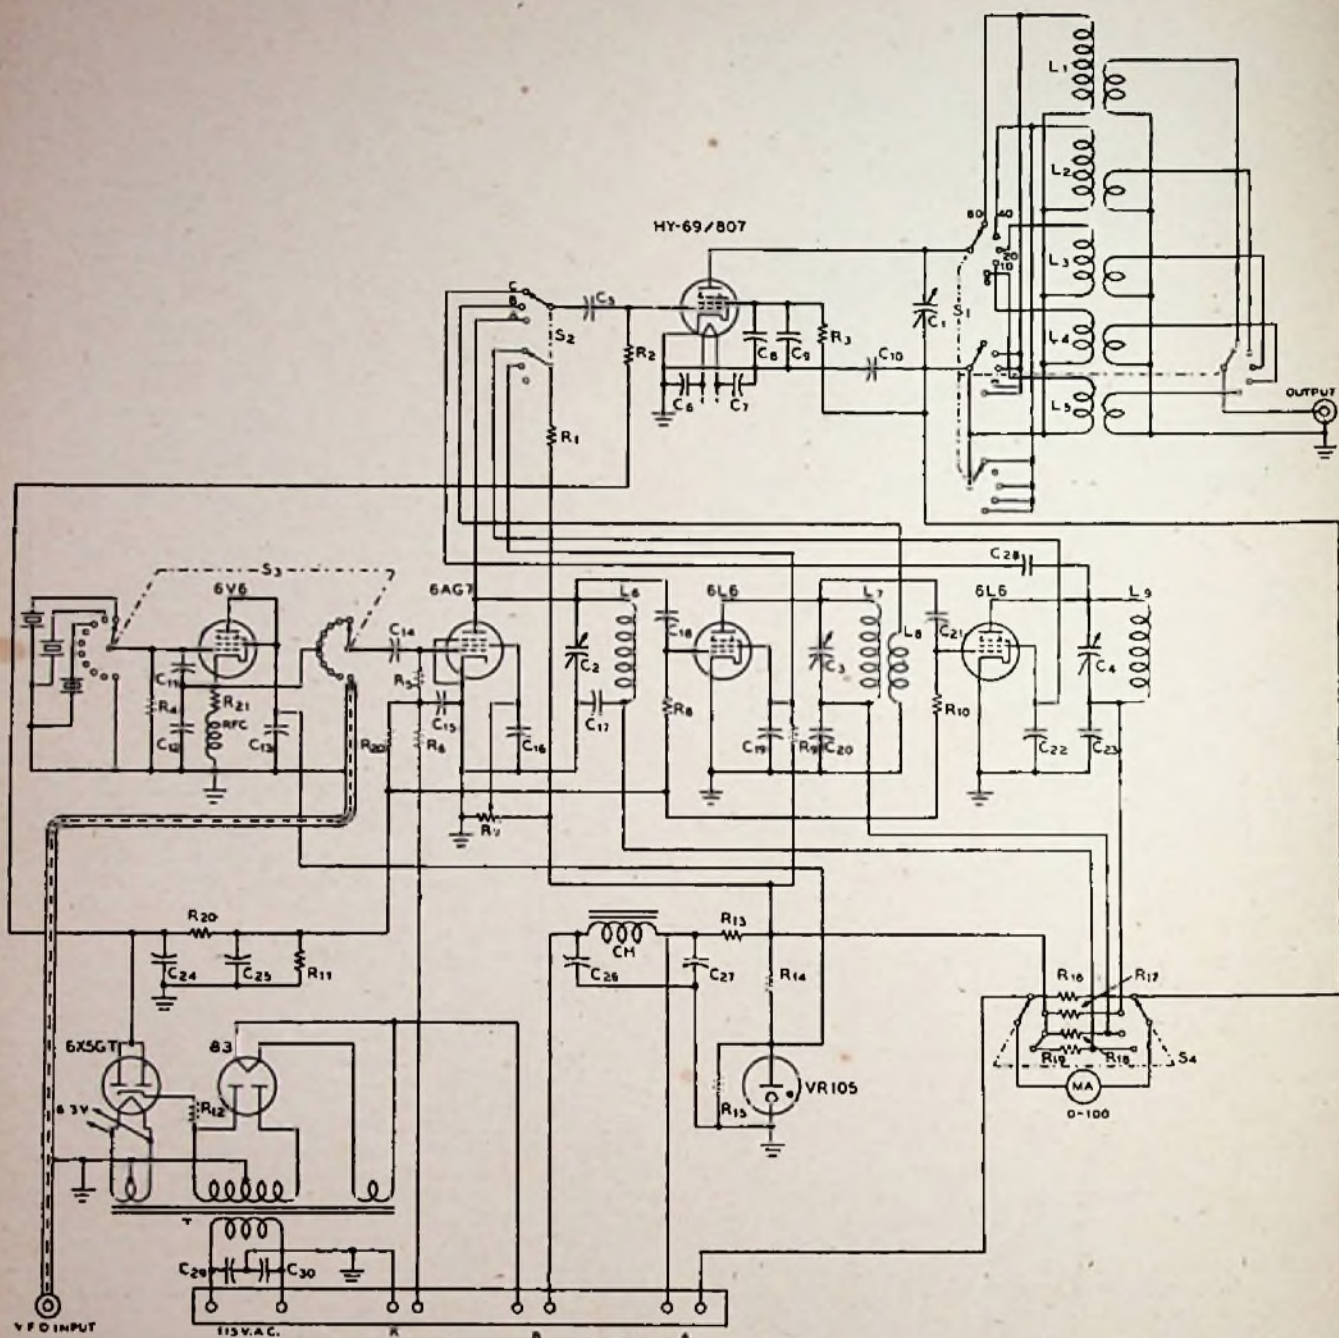 L1
L2
L3
L4
L5
80 40
20
10
HY-69/807
C
B
A
S2
C5
R2
R3
C8
C9
C10
C1
S1
C6
C7
R1
OUTPUT
C28
S3
6V6
6AG7
L6
6L6
L7
L8
6L6
L9
C14
C18
C21
C11
R4
C12
R21
RFC
C13
R5
C15
R6
R20
C16
C2
C17
R8
C3
C19
R9
C20
R10
C4
C22
C23
R7
R20
C24
C25
R11
CH
C26
C27
R13
R14
R16
R17
R18
R19
S4
MA
0-100
6X5GT
83
6.3V
R12
R15
VR105
T
C29
C30
V F O INPUT
115 V. A.C.
K